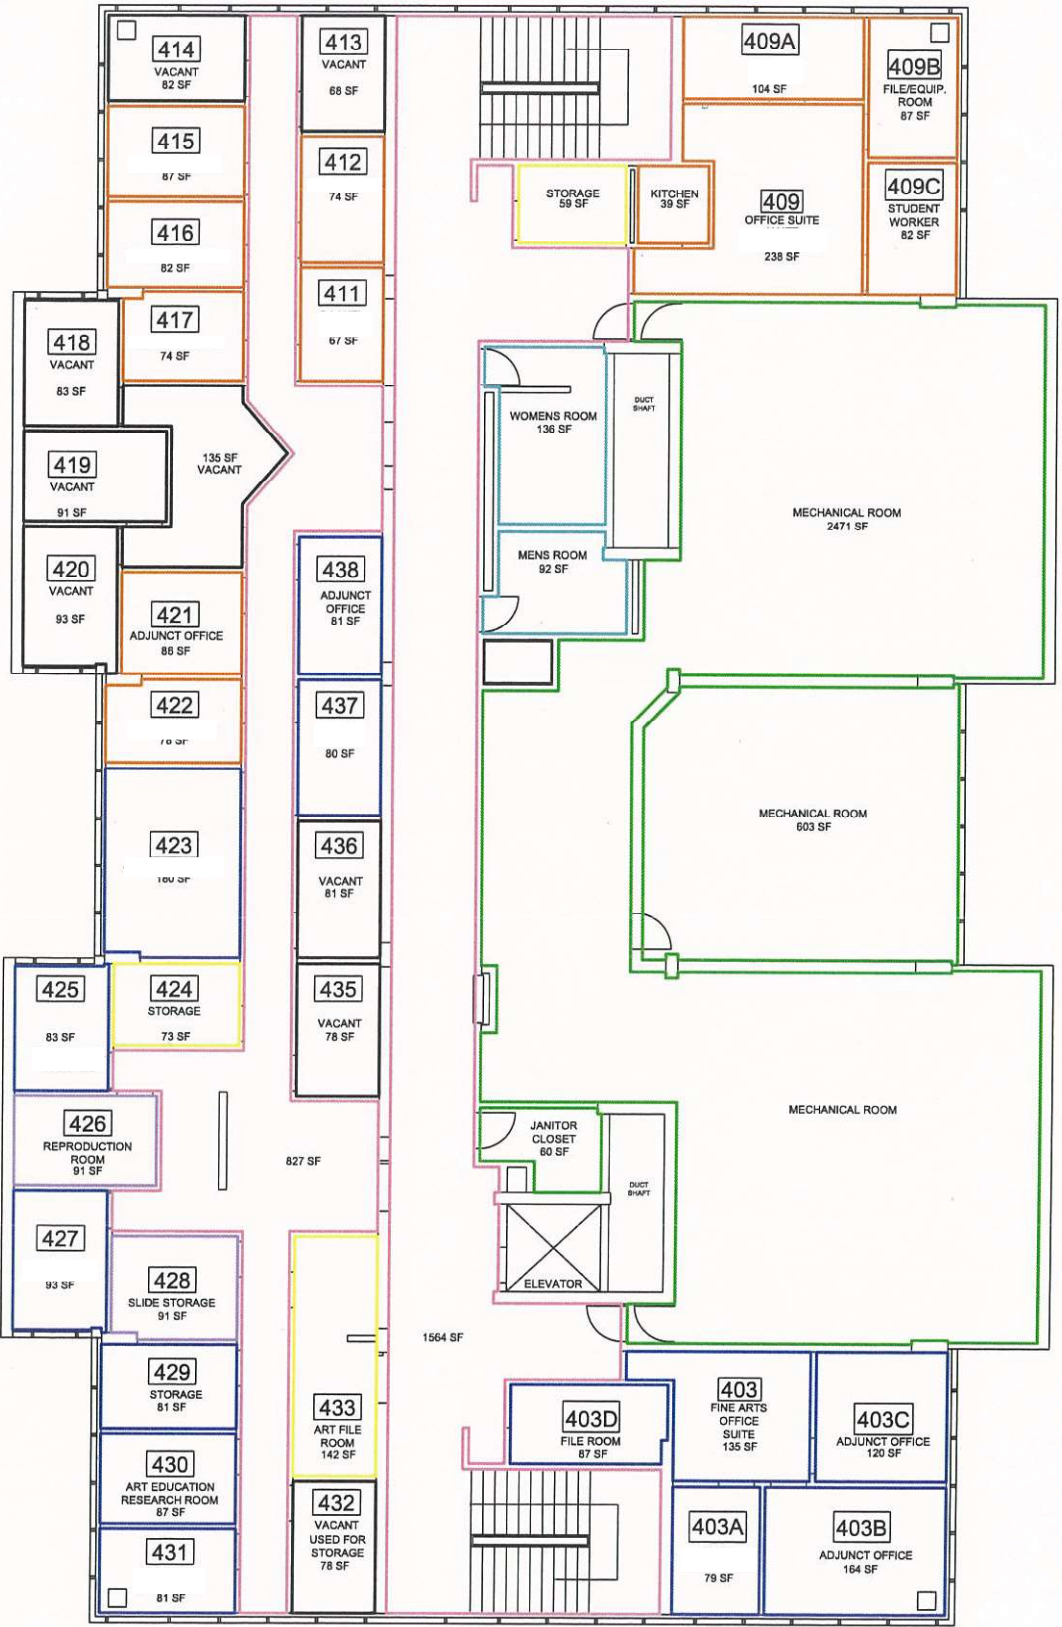 414
VACANT
82 SF
413
VACANT
68 SF
409A
104 SF
409B
FILE/EQUIP.
ROOM
87 SF
415
87 SF
412
74 SF
STORAGE
59 SF
KITCHEN
39 SF
409
OFFICE SUITE
238 SF
409C
STUDENT
WORKER
82 SF
416
82 SF
417
74 SF
411
67 SF
418
VACANT
83 SF
419
VACANT
91 SF
135 SF
VACANT
WOMENS ROOM
136 SF
DUCT
SHAFT
MECHANICAL ROOM
2471 SF
420
VACANT
93 SF
421
ADJUNCT OFFICE
86 SF
438
ADJUNCT
OFFICE
81 SF
MENS ROOM
92 SF
422
437
80 SF
423
436
VACANT
81 SF
MECHANICAL ROOM
603 SF
425
83 SF
424
STORAGE
73 SF
435
VACANT
78 SF
426
REPRODUCTION
ROOM
91 SF
827 SF
JANITOR
CLOSET
60 SF
DUCT
SHAFT
MECHANICAL ROOM
427
93 SF
428
SLIDE STORAGE
91 SF
ELEVATOR
1564 SF
429
STORAGE
81 SF
433
ART FILE
ROOM
142 SF
403D
FILE ROOM
87 SF
403
FINE ARTS
OFFICE
SUITE
135 SF
403C
ADJUNCT OFFICE
120 SF
430
ART EDUCATION
RESEARCH ROOM
87 SF
432
VACANT
USED FOR
STORAGE
78 SF
431
81 SF
403A
79 SF
403B
ADJUNCT OFFICE
164 SF